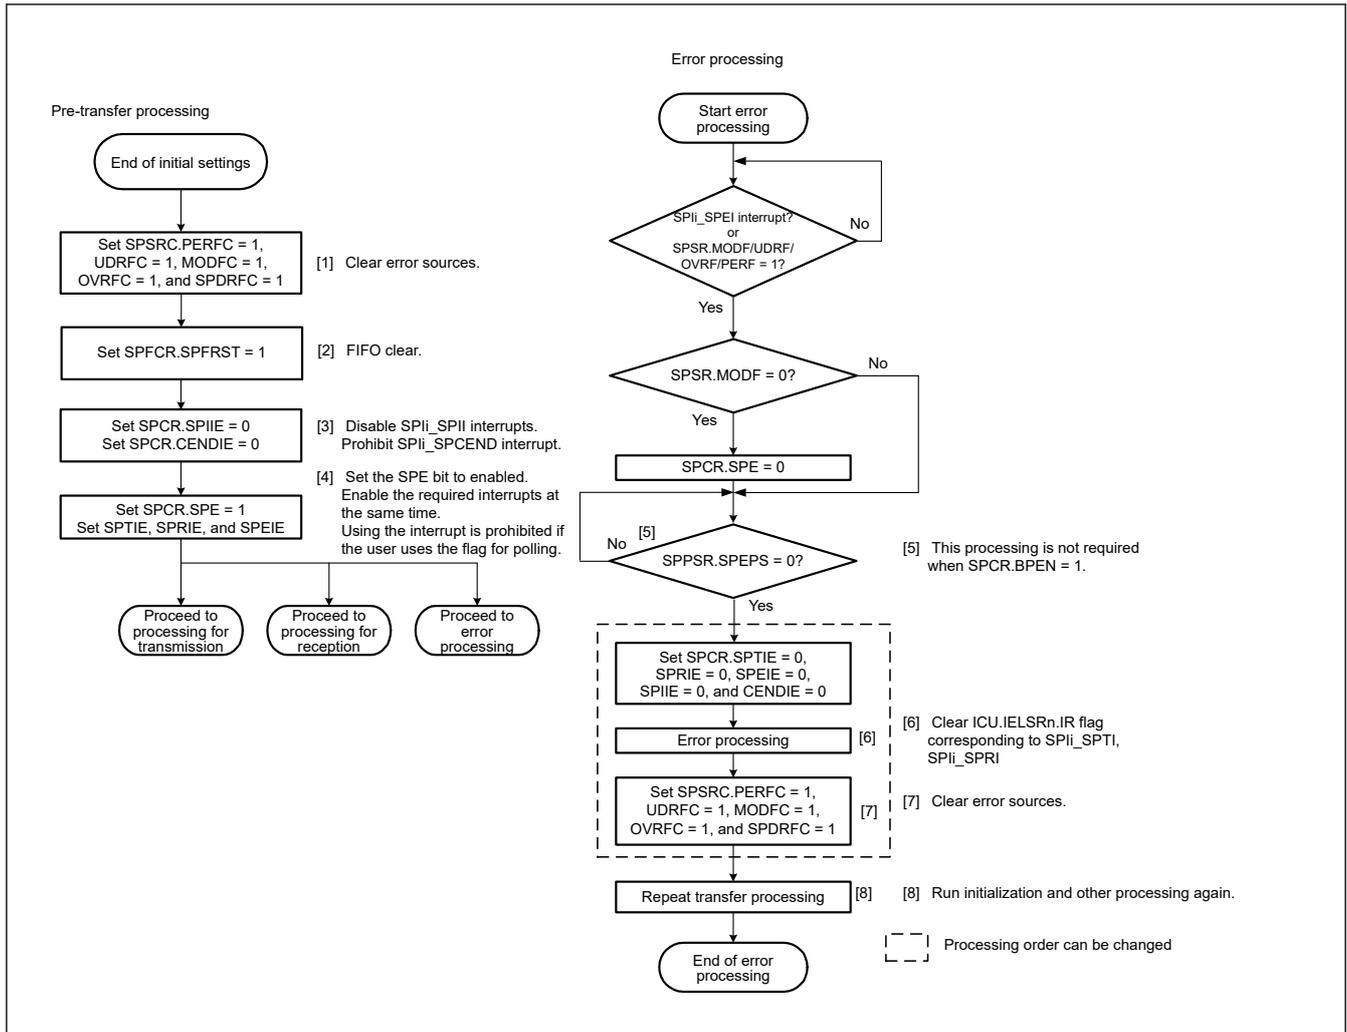 Pre-transfer processing
End of initial settings
Set SPSRC.PERFC = 1,
UDRFC = 1, MODFC = 1,
OVRFC = 1, and SPDRFC = 1
[1] Clear error sources.
Set SPFCR.SPFRST = 1
[2] FIFO clear.
Set SPCR.SPIIE = 0
Set SPCR.CENDIE = 0
[3] Disable SPIi_SPII interrupts.
Prohibit SPIi_SPCEND interrupt.
Set SPCR.SPE = 1
Set SPTIE, SPRIE, and SPEIE
[4] Set the SPE bit to enabled.
Enable the required interrupts at
the same time.
Using the interrupt is prohibited if
the user uses the flag for polling.
Proceed to
processing for
transmission
Proceed to
processing for
reception
Proceed to
error
processing
Error processing
Start error
processing
SPIi_SPEI interrupt?
or
SPSR.MODF/UDRF/
OVRF/PERF = 1?
No
Yes
SPSR.MODF = 0?
No
Yes
SPCR.SPE = 0
[5]
No
SPPSR.SPEPS = 0?
Yes
[5] This processing is not required
when SPCR.BPEN = 1.
Set SPCR.SPTIE = 0,
SPRIE = 0, SPEIE = 0,
SPIIE = 0, and CENDIE = 0
Error processing
[6]
[6] Clear ICU.IELSRn.IR flag
corresponding to SPIi_SPTI,
SPIi_SPRI
Set SPSRC.PERFC = 1,
UDRFC = 1, MODFC = 1,
OVRFC = 1, and SPDRFC = 1
[7]
[7] Clear error sources.
Repeat transfer processing
[8]
[8] Run initialization and other processing again.
End of error
processing
Processing order can be changed